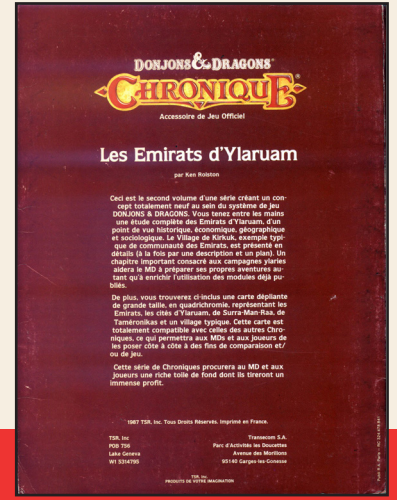 DONJONS & DRAGONS
CHRONIQUE
Accessoire de Jeu Officiel
Les Emirats d'Ylaruam
par Ken Rolston
Ceci est le second volume d'une série créant un con-
cept totalement neuf au sein du système de jeu
DONJONS & DRAGONS. Vous tenez entre les mains
une étude complète des Emirats d'Ylaruam, d'un
point de vue historique, économique, géographique
et sociologique. Le Village de Kirkuk, exemple typi-
que de communauté des Emirats, est présenté en
détails (à la fois par une description et un plan). Un
chapitre important consacré aux campagnes ylaries
aidera le MD à préparer ses propres aventures au-
tant qu'à enrichir l'utilisation des modules déjà pu-
bliés.
De plus, vous trouverez ci-inclus une carte dépliante
de grande taille, en quadrichromie, représentant les
Emirats, les cités d'Ylaruam, de Surra-Man-Raa, de
Taméronikas et un village typique. Cette carte est
totalement compatible avec celles des autres Chro-
niques, ce qui permettra aux MDs et aux joueurs de
les poser côte à côte à des fins de comparaison et/
ou de jeu.
Cette série de Chroniques procurera au MD et aux
joueurs une riche toile de fond dont ils tireront un
immense profit.
1987 TSR, Inc. Tous Droits Réservés. Imprimé en France.
TSR, Inc
POB 756
Lake Geneva
WI 5314795
Transecom S.A.
Parc d'Activités les Doucettes
Avenue des Morillons
95140 Garges-les-Gonesse
TSR, Inc.
PRODUITS DE VOTRE IMAGINATION